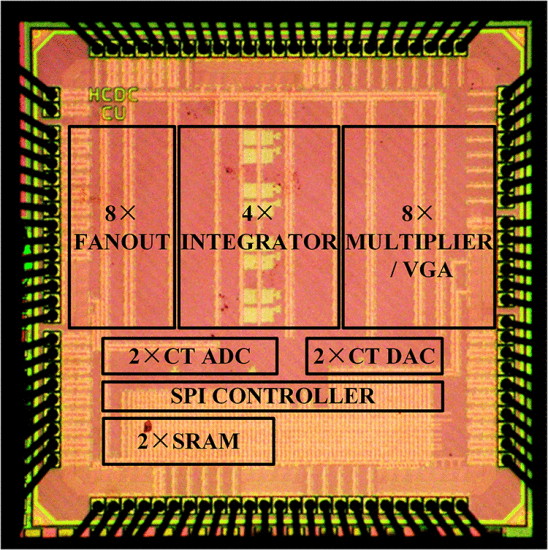 HCDC
CU
8×
FANOUT
4×
INTEGRATOR
8×
MULTIPLIER
/ VGA
2×CT ADC
2×CT DAC
SPI CONTROLLER
2×SRAM